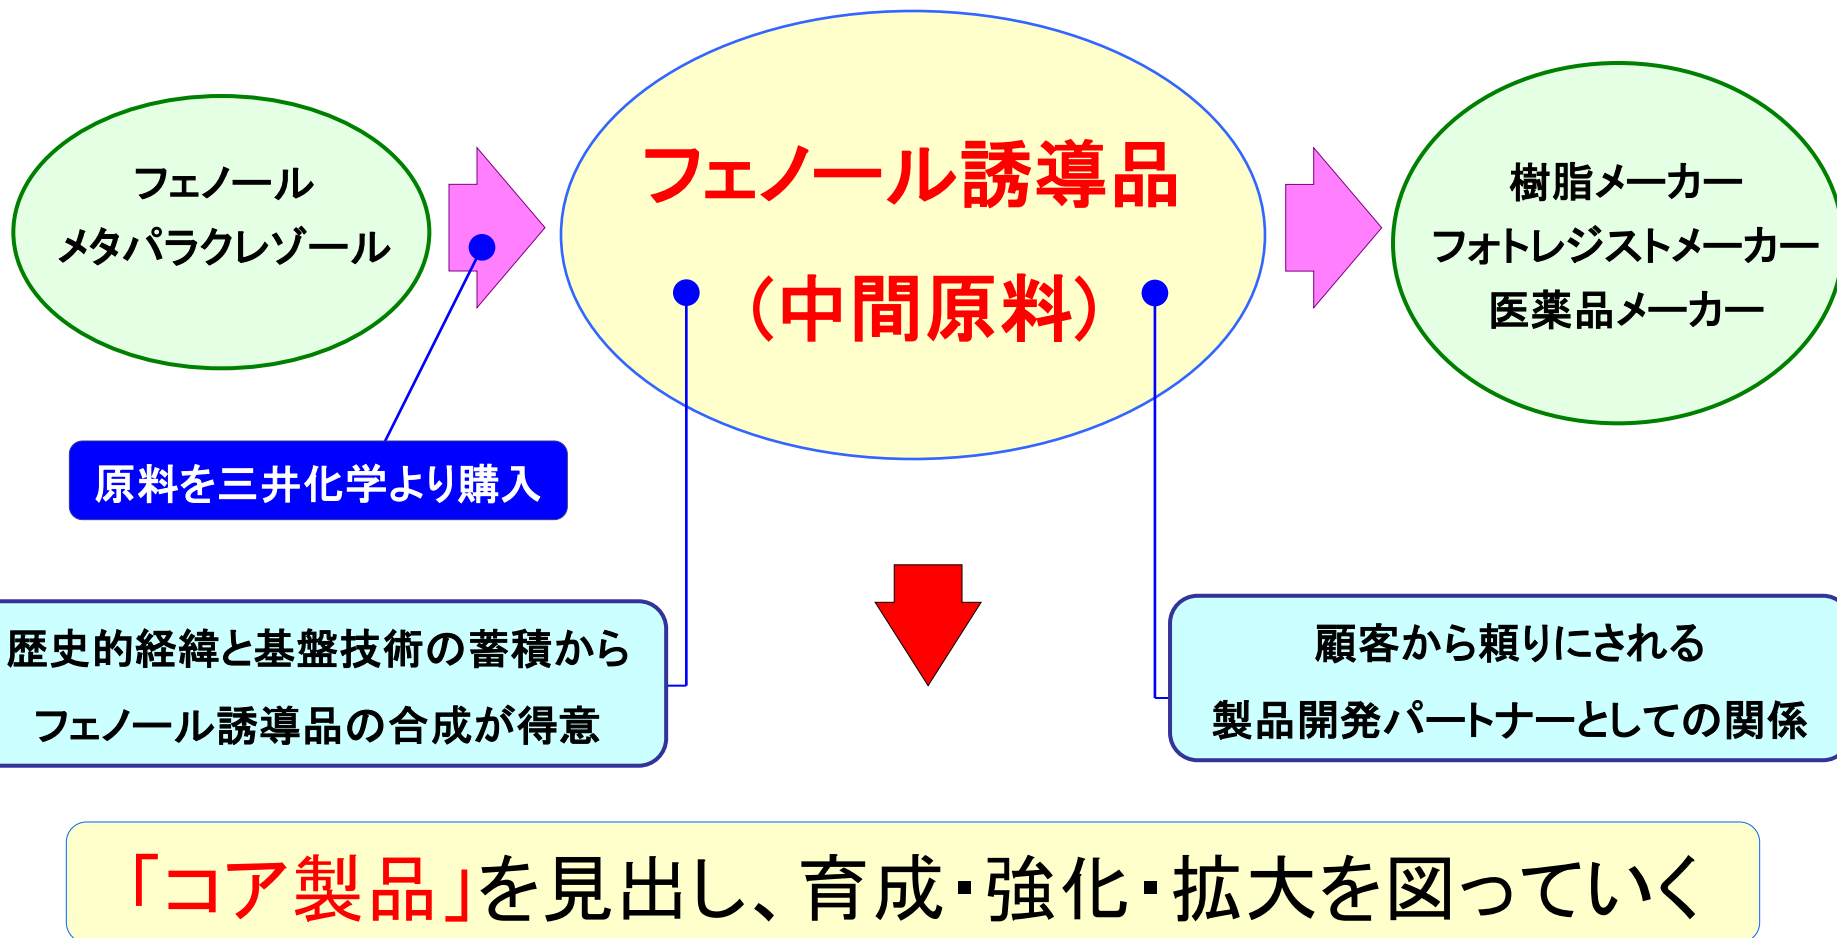 フェノール
メタパラクレゾール
フェノール誘導品
（中間原料）
樹脂メーカー
フォトレジストメーカー
医薬品メーカー
原料を三井化学より購入
歴史的経緯と基盤技術の蓄積から
フェノール誘導品の合成が得意
顧客から頼りにされる
製品開発パートナーとしての関係
「コア製品」を見出し、育成・強化・拡大を図っていく